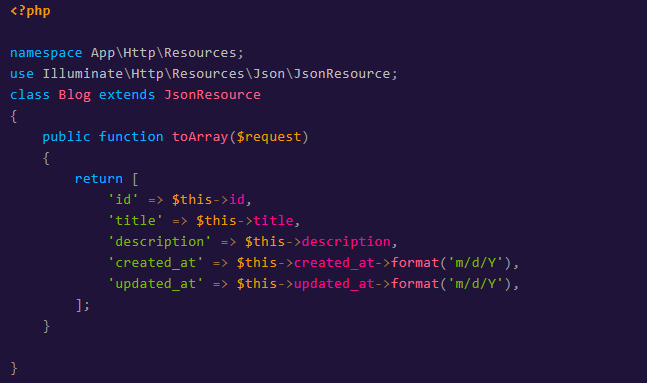 <?php
namespace App\Http\Resources;
use Illuminate\Http\Resources\Json\JsonResource;
class Blog extends JsonResource
{
public function toArray($request)
{
return [
'id' => $this->id,
'title' => $this->title,
'description' => $this->description,
'created_at' => $this->created_at->format('m/d/Y'),
'updated_at' => $this->updated_at->format('m/d/Y'),
];
}
}